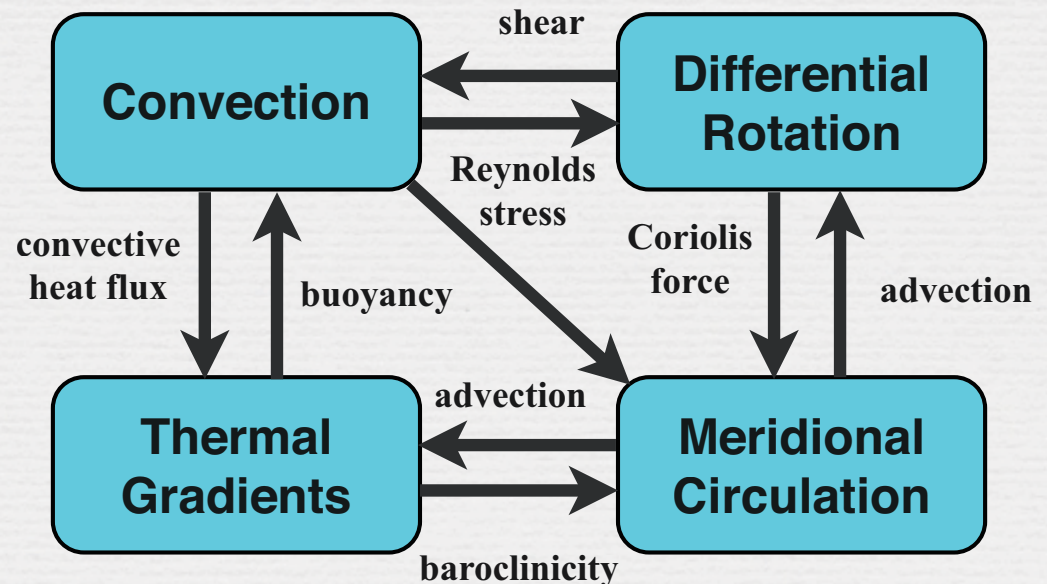 shear
Convection
Differential
Rotation
Reynolds
stress
convective
heat flux
buoyancy
Coriolis
force
advection
advection
Thermal
Gradients
Meridional
Circulation
baroclinicity